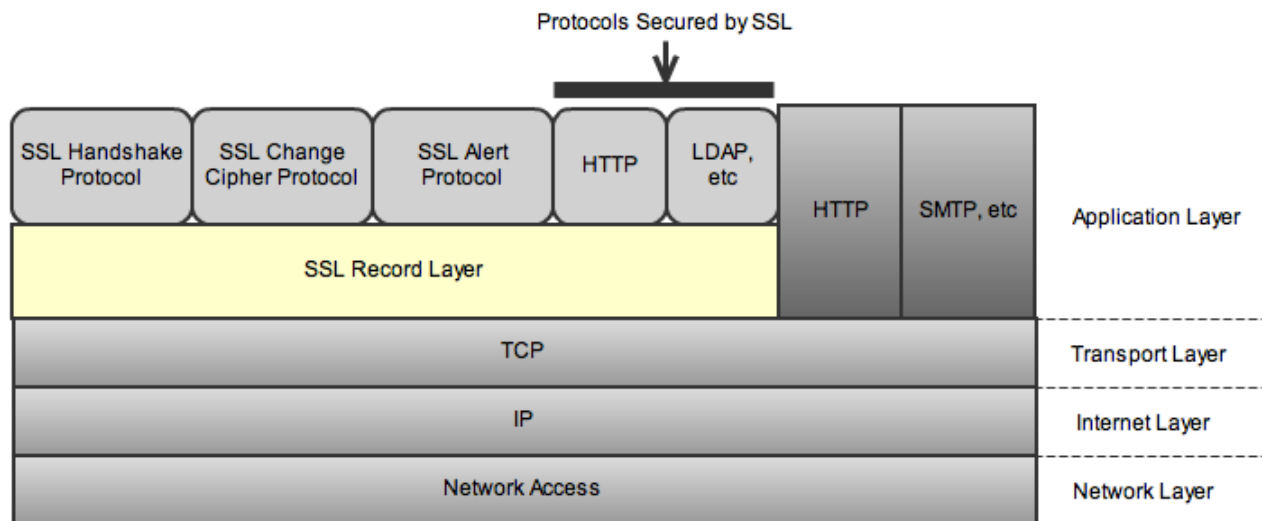 Protocols Secured by SSL
SSL Handshake
Protocol
SSL Change
Cipher Protocol
SSL Alert
Protocol
HTTP
LDAP,
etc
HTTP
SMTP, etc
Application Layer
SSL Record Layer
TCP
Transport Layer
IP
Internet Layer
Network Access
Network Layer